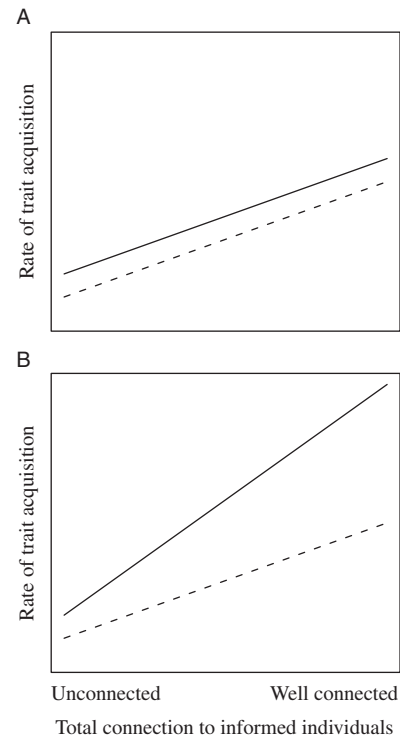 A
Rate of trait acquisition
B
Rate of trait acquisition
Unconnected Well connected
Total connection to informed individuals